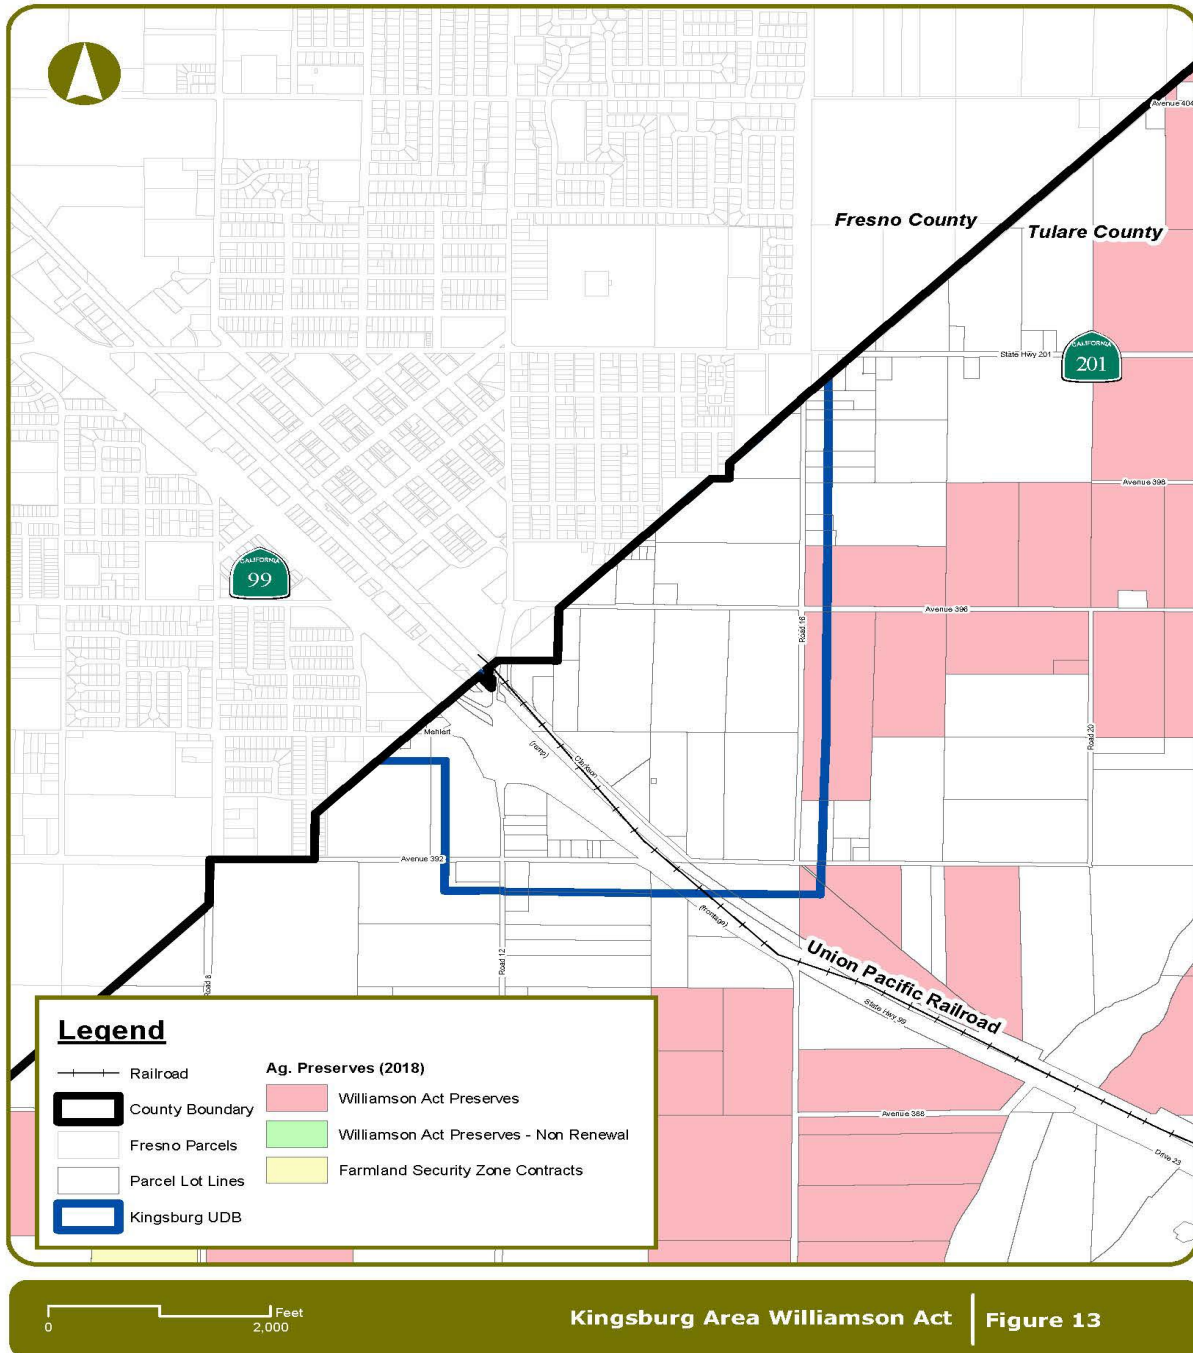 Avenue 404
Fresno County
Tulare County
State Hwy 201
CALIFORNIA
201
Avenue 398
CALIFORNIA
99
Avenue 396
Road 16
Road 20
Mehlert
(ramp)
Clarkson
Avenue 392
(frontage)
Road 12
Road 8
Union Pacific Railroad
State Hwy 99
Avenue 388
Drive 23
Legend
Railroad
County Boundary
Fresno Parcels
Parcel Lot Lines
Kingsburg UDB
Ag. Preserves (2018)
Williamson Act Preserves
Williamson Act Preserves - Non Renewal
Farmland Security Zone Contracts
Feet
0 2,000
Kingsburg Area Williamson Act Figure 13